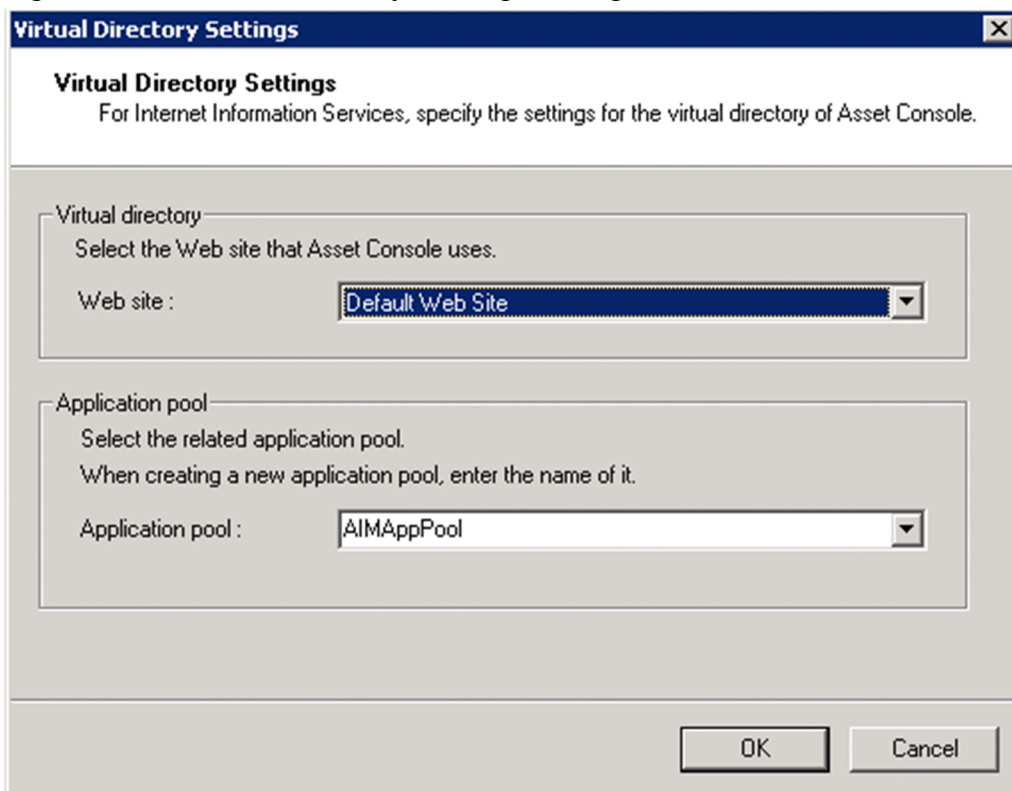 Virtual Directory Settings
Virtual Directory Settings
For Internet Information Services, specify the settings for the virtual directory of Asset Console.
Virtual directory
Select the Web site that Asset Console uses.
Web site :
Default Web Site
Application pool
Select the related application pool.
When creating a new application pool, enter the name of it.
Application pool :
AIMAppPool
OK
Cancel